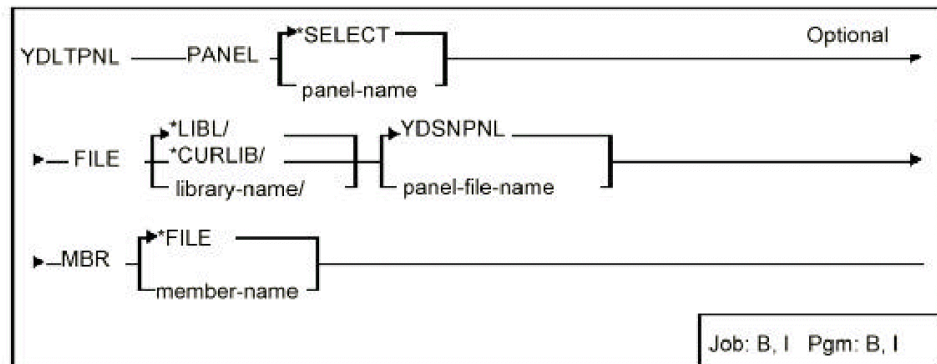 *SELECT
Optional
YDLTPNL PANEL
panel-name
*LIBL/
YDSNPNL
FILE *CURLIB/
library-name/
panel-file-name
*FILE
MBR
member-name
Job: B, I Pgm: B, I